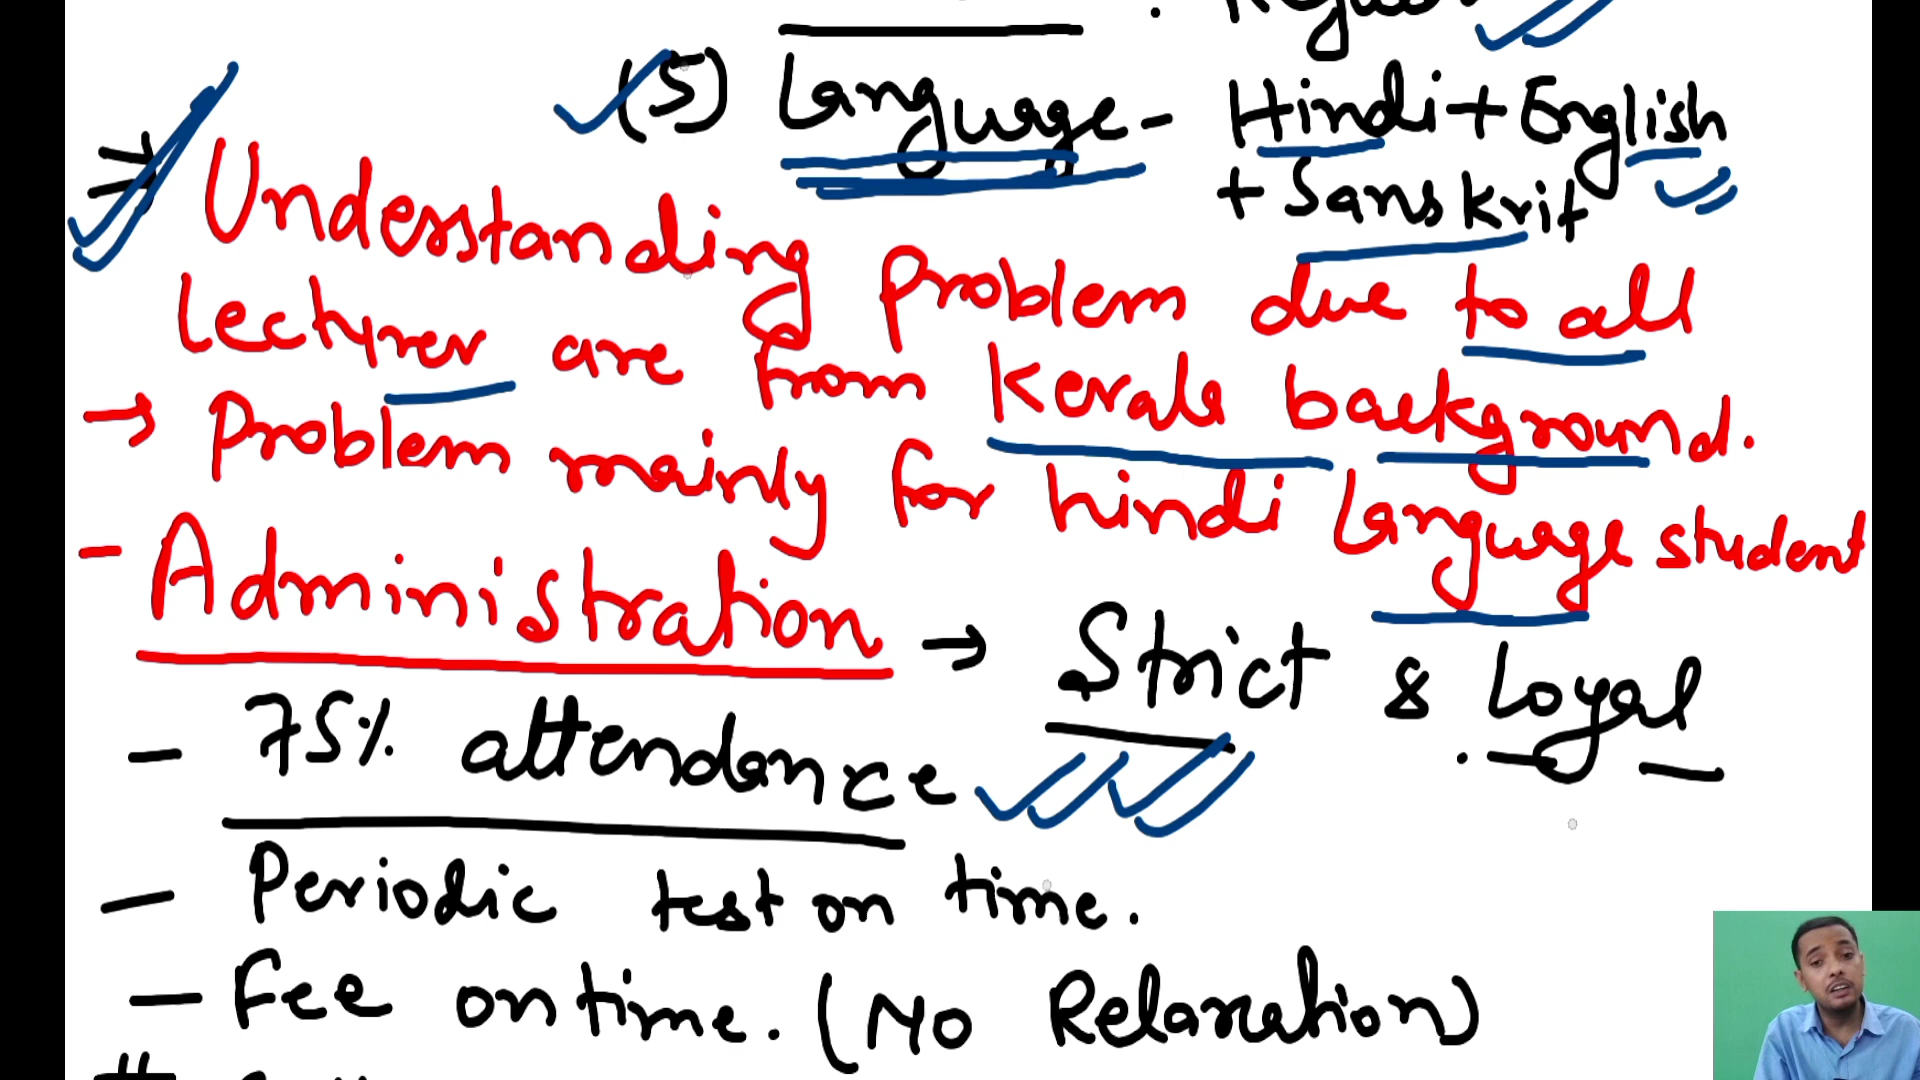 (5) Language - Hindi + English
+ Sanskrit
⇒ Understanding problem due to all
lecturer are from Kerala background.
→ Problem mainly for hindi language student
- Administration → Strict & Loyal
- 75% attendance
- Periodic test on time.
- Fee on time. (No Relaxation)